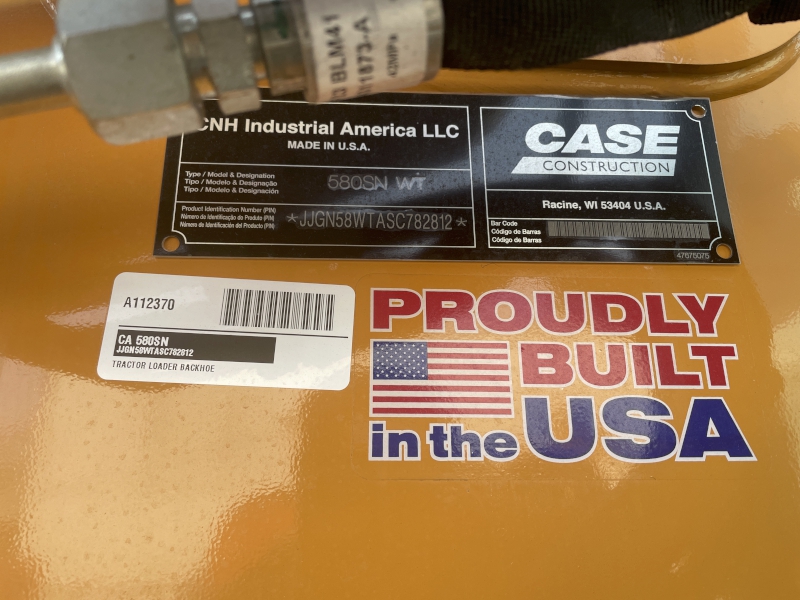 BLM41
1873-A
42MPa
CNH Industrial America LLC
MADE IN U.S.A.
Type / Model & Designation
Tipo / Modelo & Designação
Tipo / Modelo & Designación
580SN WT
Product Identification Number (PIN)
Número de Identificação de Produto (PIN)
Número de Identificación del Producto (PIN)
*JJGN58WTASC782812*
CASE
CONSTRUCTION
Racine, WI 53404 U.S.A.
Bar Code
Código de Barras
Código de Barras
47675075
A112370
CA 580SN
JJGN58WTASC782812
TRACTOR LOADER BACKHOE
PROUDLY
BUILT
in the USA